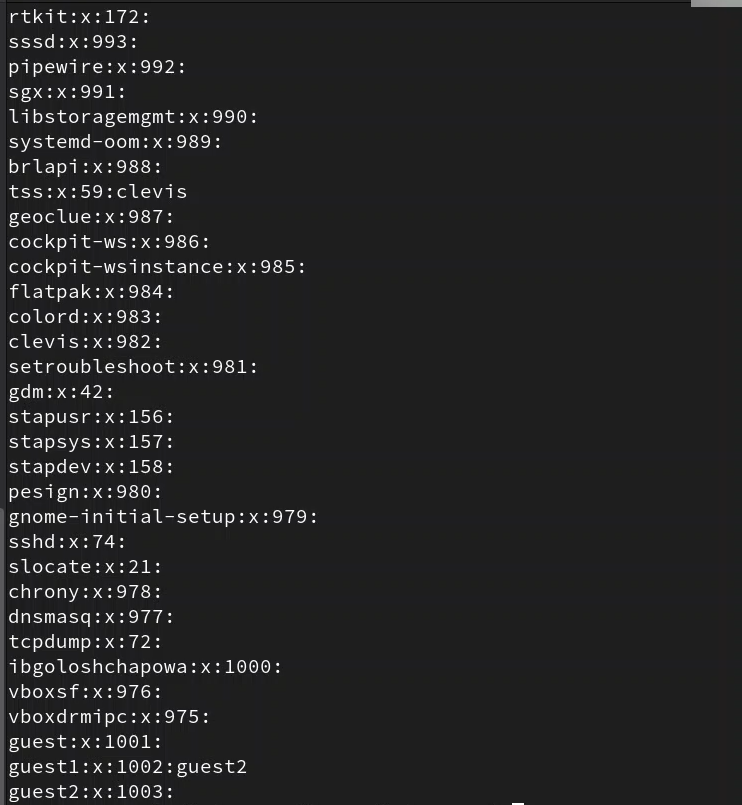 rtkit:x:172:
sssd:x:993:
pipewire:x:992:
sgx:x:991:
libstoragemgmt:x:990:
systemd-oom:x:989:
brlapi:x:988:
tss:x:59:clevis
geoclue:x:987:
cockpit-ws:x:986:
cockpit-wsinstance:x:985:
flatpak:x:984:
colord:x:983:
clevis:x:982:
setroubleshoot:x:981:
gdm:x:42:
stapusr:x:156:
stapsys:x:157:
stapdev:x:158:
pesign:x:980:
gnome-initial-setup:x:979:
sshd:x:74:
slocate:x:21:
chrony:x:978:
dnsmasq:x:977:
tcpdump:x:72:
ibgoloshchapowa:x:1000:
vboxsf:x:976:
vboxdrmipc:x:975:
guest:x:1001:
guest1:x:1002:guest2
guest2:x:1003: